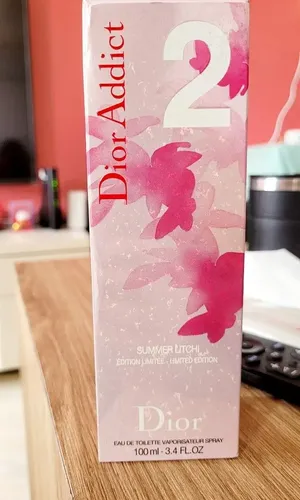 Dior Addict
2
SUMMER LITCHI
EDITION LIMITÉE - LIMITED EDITION
Dior
EAU DE TOILETTE VAPORISATEUR SPRAY
100 ml - 3.4 FL.OZ